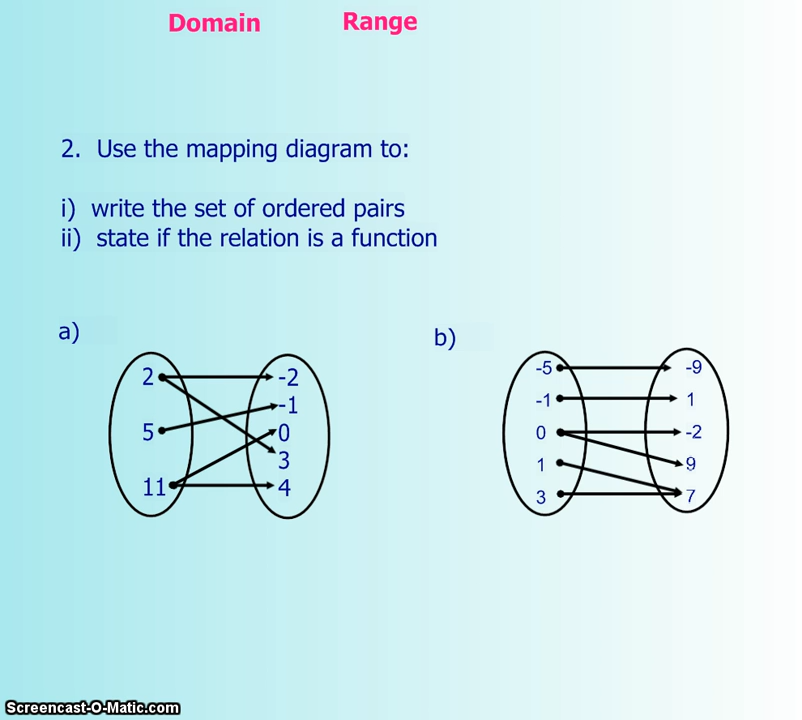 Domain Range
2. Use the mapping diagram to:
i) write the set of ordered pairs
ii) state if the relation is a function
a)
2
5
11
-2
-1
0
3
4
b)
-5
-1
0
1
3
-9
1
-2
9
7
Screencast-O-Matic.com